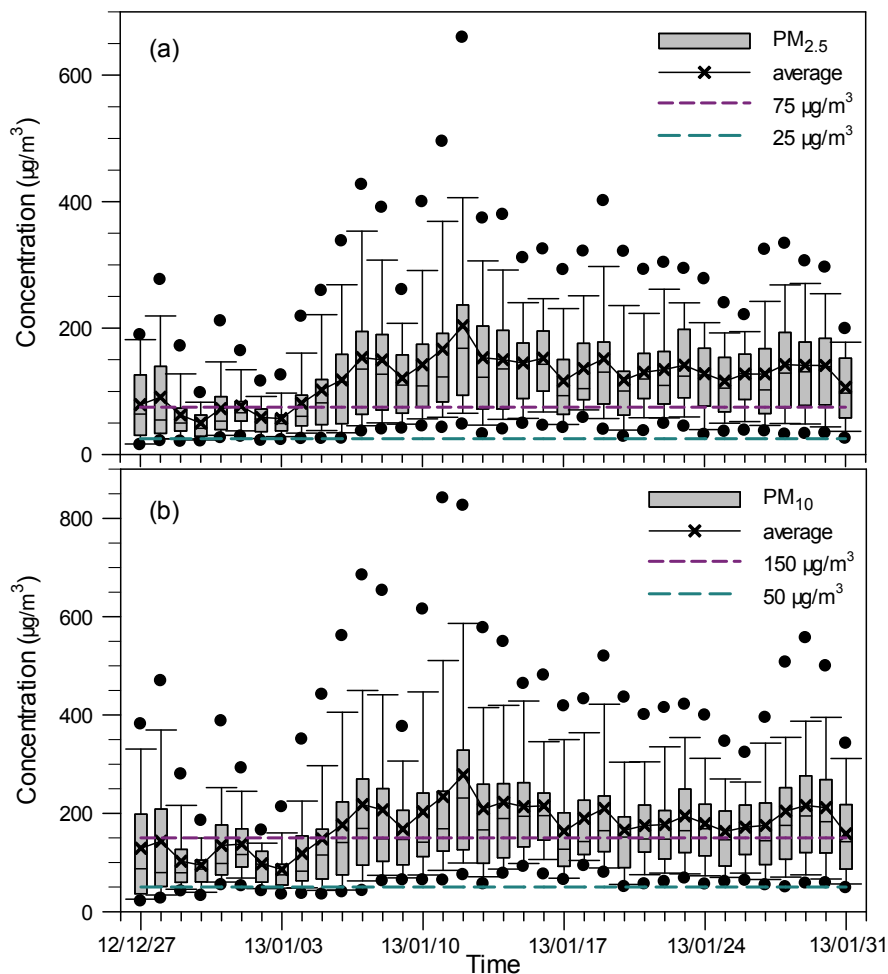 (a)
PM2.5
average
75 µg/m³
25 µg/m³
600
400
200
0
Concentration (µg/m³)
(b)
PM10
average
150 µg/m³
50 µg/m³
800
600
400
200
0
Concentration (µg/m³)
12/12/27 13/01/03 13/01/10 13/01/17 13/01/24 13/01/31
Time